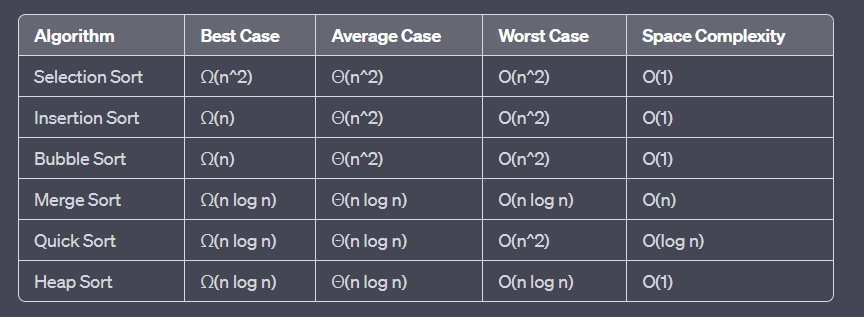 Algorithm Best Case Average Case Worst Case Space Complexity
Selection Sort Ω(n^2) Θ(n^2) O(n^2) O(1)
Insertion Sort Ω(n) Θ(n^2) O(n^2) O(1)
Bubble Sort Ω(n) Θ(n^2) O(n^2) O(1)
Merge Sort Ω(n log n) Θ(n log n) O(n log n) O(n)
Quick Sort Ω(n log n) Θ(n log n) O(n^2) O(log n)
Heap Sort Ω(n log n) Θ(n log n) O(n log n) O(1)